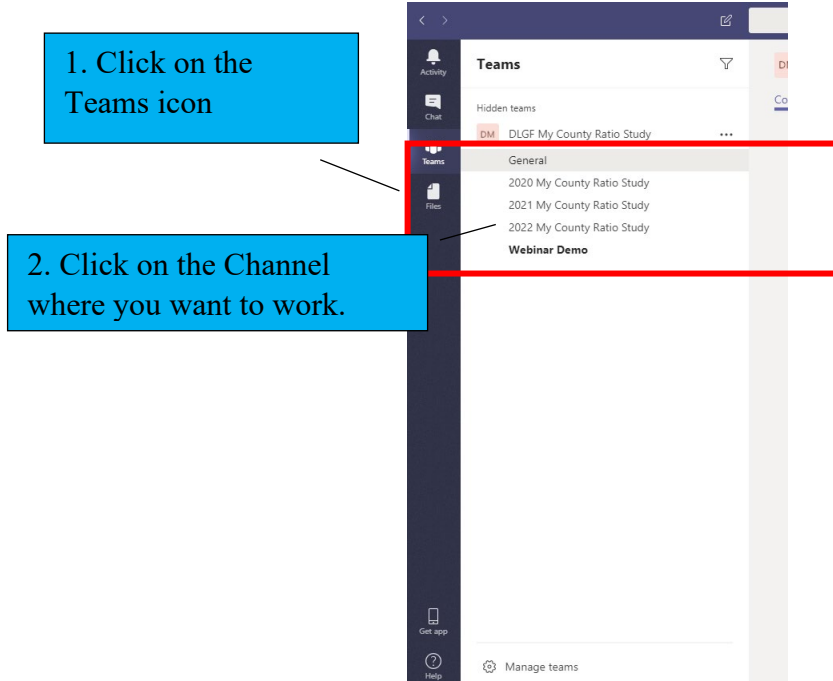 1. Click on the
Teams icon
2. Click on the Channel
where you want to work.
Activity
Chat
Teams
Files
Get app
Help
Teams
Hidden teams
DM DLGF My County Ratio Study
General
2020 My County Ratio Study
2021 My County Ratio Study
2022 My County Ratio Study
Webinar Demo
Manage teams